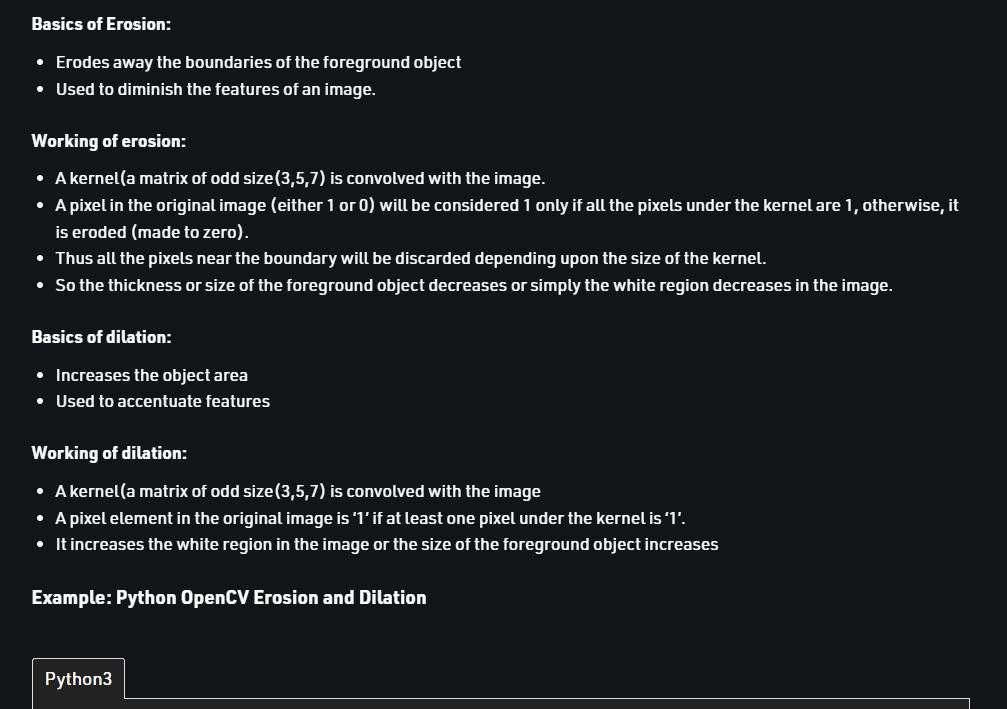 Basics of Erosion:
• Erodes away the boundaries of the foreground object
• Used to diminish the features of an image.
Working of erosion:
• A kernel(a matrix of odd size(3,5,7) is convolved with the image.
• A pixel in the original image (either 1 or 0) will be considered 1 only if all the pixels under the kernel are 1, otherwise, it
is eroded (made to zero).
• Thus all the pixels near the boundary will be discarded depending upon the size of the kernel.
• So the thickness or size of the foreground object decreases or simply the white region decreases in the image.
Basics of dilation:
• Increases the object area
• Used to accentuate features
Working of dilation:
• A kernel(a matrix of odd size(3,5,7) is convolved with the image
• A pixel element in the original image is ‘1’ if at least one pixel under the kernel is ‘1’.
• It increases the white region in the image or the size of the foreground object increases
Example: Python OpenCV Erosion and Dilation
Python3